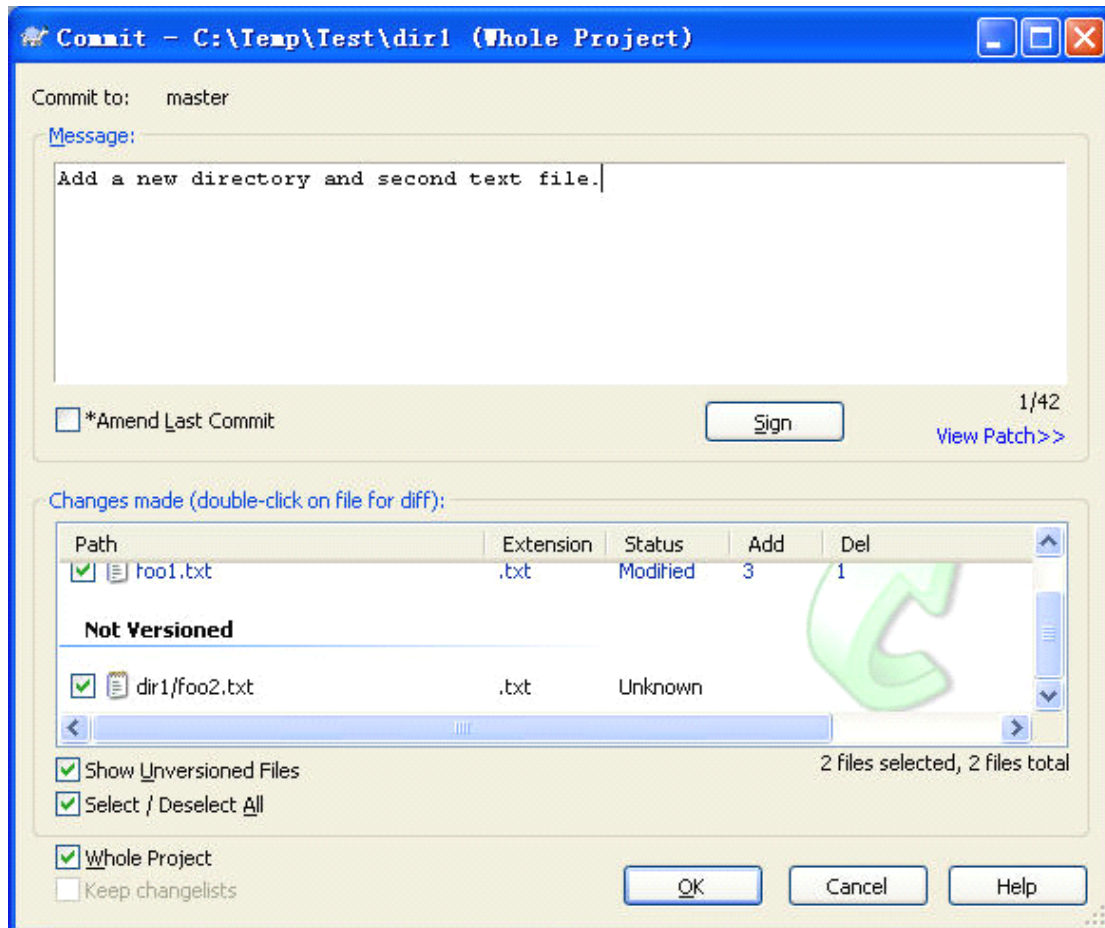 Commit - C:\Temp\Test\dir1 (Whole Project)
Commit to: master
Message:
Add a new directory and second text file.
*Amend Last Commit
Sign
1/42
View Patch>>
Changes made (double-click on file for diff):
Path Extension Status Add Del
foo1.txt .txt Modified 3 1
Not Versioned
dir1/foo2.txt .txt Unknown
Show Unversioned Files
2 files selected, 2 files total
Select / Deselect All
Whole Project
Keep changelists
OK Cancel Help